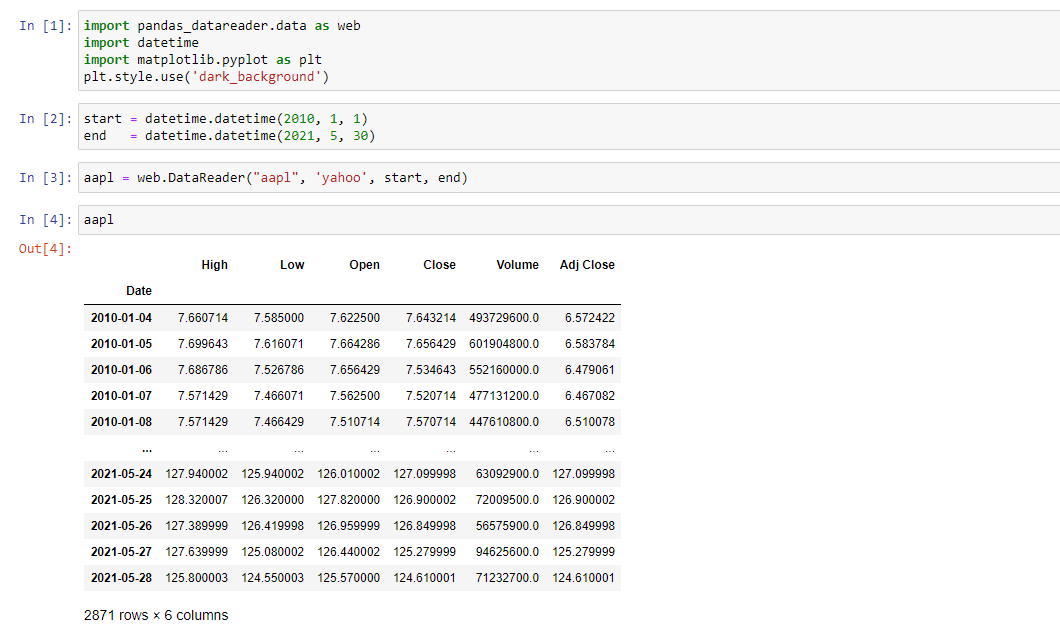 In [1]: import pandas_datareader.data as web
import datetime
import matplotlib.pyplot as plt
plt.style.use('dark_background')
In [2]: start = datetime.datetime(2010, 1, 1)
end   = datetime.datetime(2021, 5, 30)
In [3]: aapl = web.DataReader("aapl", 'yahoo', start, end)
In [4]: aapl
Out[4]:
High Low Open Close Volume Adj Close
Date
2010-01-04 7.660714 7.585000 7.622500 7.643214 493729600.0 6.572422
2010-01-05 7.699643 7.616071 7.664286 7.656429 601904800.0 6.583784
2010-01-06 7.686786 7.526786 7.656429 7.534643 552160000.0 6.479061
2010-01-07 7.571429 7.466071 7.562500 7.520714 477131200.0 6.467082
2010-01-08 7.571429 7.466429 7.510714 7.570714 447610800.0 6.510078
... ... ... ... ... ... ...
2021-05-24 127.940002 125.940002 126.010002 127.099998 63092900.0 127.099998
2021-05-25 128.320007 126.320000 127.820000 126.900002 72009500.0 126.900002
2021-05-26 127.389999 126.419998 126.959999 126.849998 56575900.0 126.849998
2021-05-27 127.639999 125.080002 126.440002 125.279999 94625600.0 125.279999
2021-05-28 125.800003 124.550003 125.570000 124.610001 71232700.0 124.610001
2871 rows × 6 columns